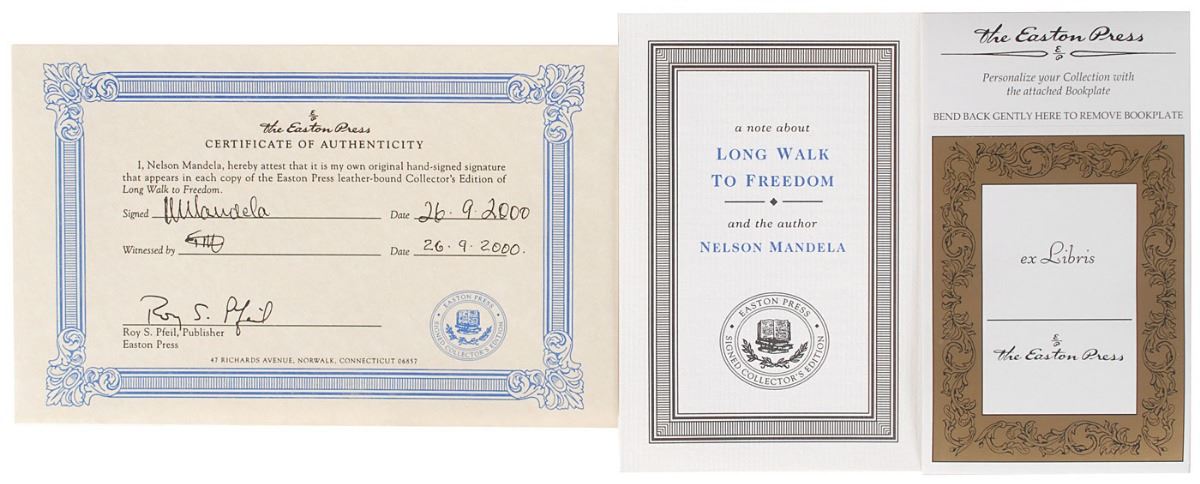 The Easton Press
CERTIFICATE OF AUTHENTICITY
I, Nelson Mandela, hereby attest that it is my own original hand-signed signature
that appears in each copy of the Easton Press leather-bound Collector's Edition of
Long Walk to Freedom.
Signed NMandela Date 26·9·2000
Witnessed by Date 26·9·2000.
Roy S. Pfeil
Roy S. Pfeil, Publisher
Easton Press
EASTON PRESS
SIGNED COLLECTOR'S EDITION
47 RICHARDS AVENUE, NORWALK, CONNECTICUT 06857
a note about
LONG WALK
TO FREEDOM
and the author
NELSON MANDELA
EASTON PRESS
SIGNED COLLECTOR'S EDITION
The Easton Press
Personalize your Collection with
the attached Bookplate
BEND BACK GENTLY HERE TO REMOVE BOOKPLATE
ex Libris
The Easton Press